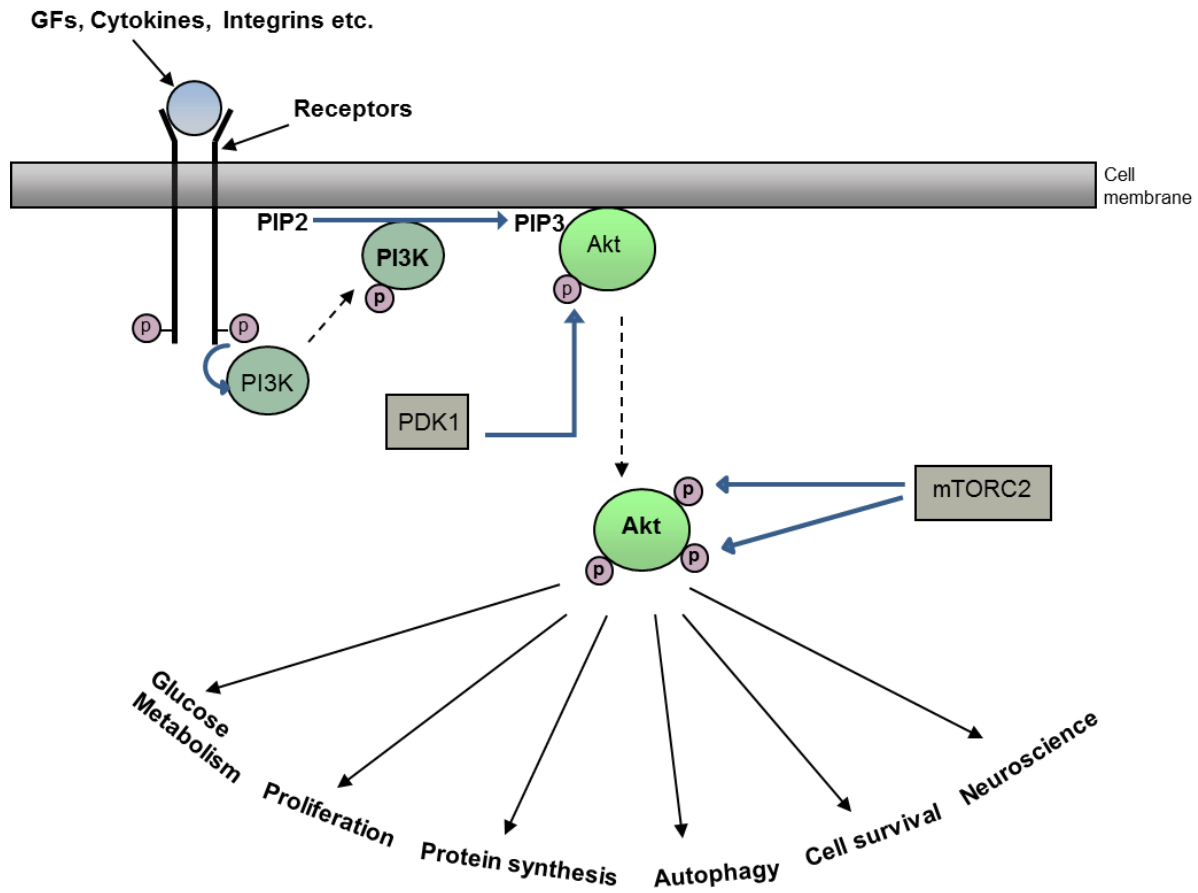 GFs, Cytokines, Integrins etc.
Receptors
Cell
membrane
PIP2
PIP3
PI3K
Akt
p
p
p
p
PI3K
PDK1
mTORC2
p
Akt
p
p
Glucose
Metabolism
Proliferation
Protein synthesis
Autophagy
Cell survival
Neuroscience